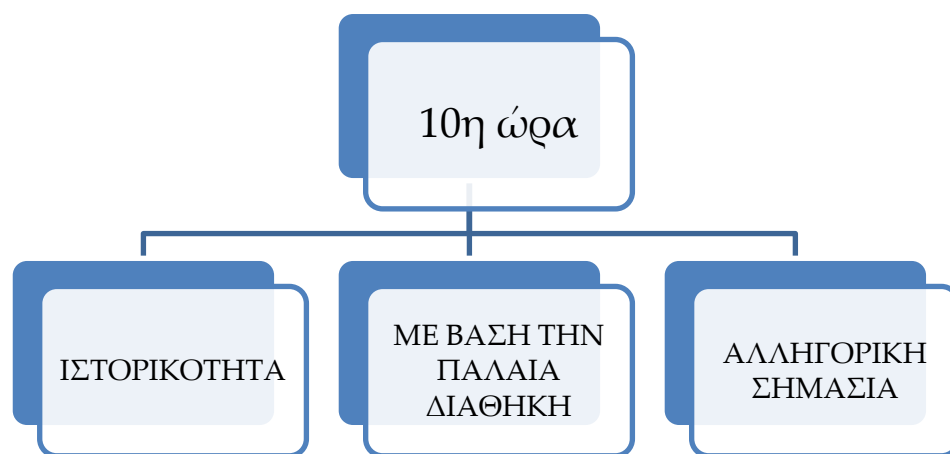 10η ώρα
ΙΣΤΟΡΙΚΟΤΗΤΑ
ΜΕ ΒΑΣΗ ΤΗΝ
ΠΑΛΑΙΑ
ΔΙΑΘΗΚΗ
ΑΛΛΗΓΟΡΙΚΗ
ΣΗΜΑΣΙΑ